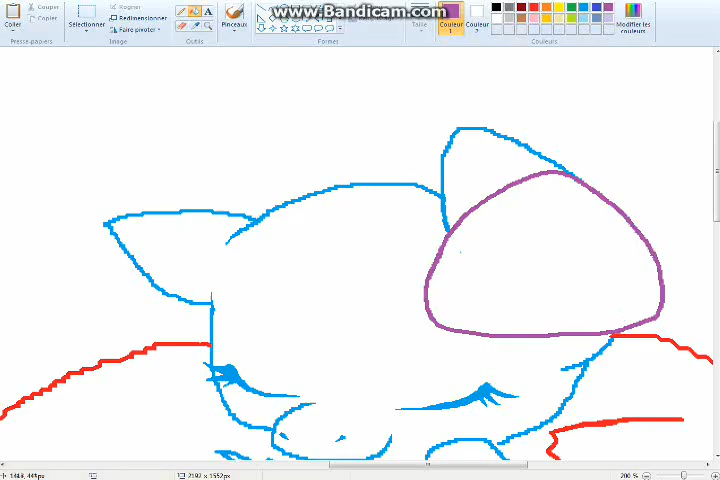 www.Bandicam.com
Coller
Couper
Copier
Presse-papiers
Sélectionner
Rogner
Redimensionner
Faire pivoter
Image
A
Outils
Pinceaux
Formes
Taille
Couleur 1
Couleur 2
Couleurs
Modifier les couleurs
2192 × 1552px
200 %